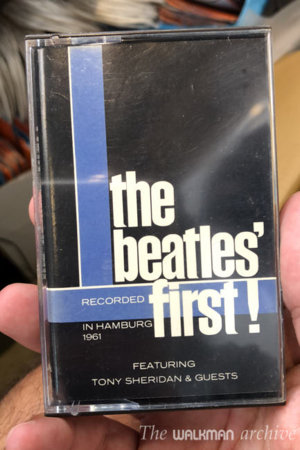 the
beatles'
RECORDED first!
IN HAMBURG
1961
FEATURING
TONY SHERIDAN & GUESTS
The WALKMAN archive